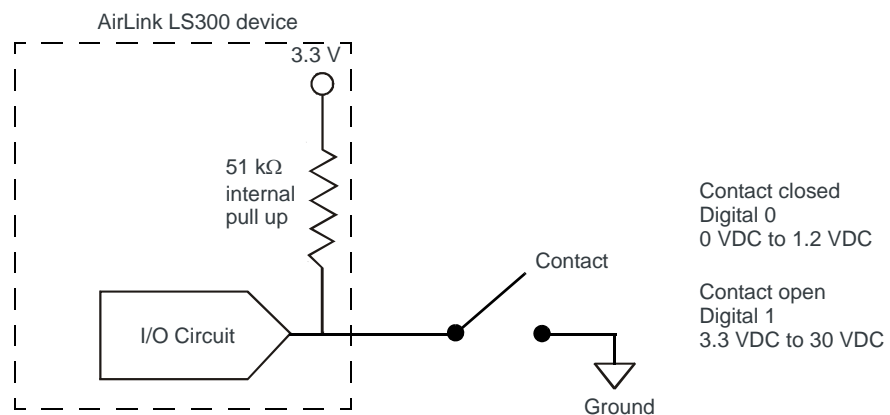 AirLink LS300 device
3.3 V
51 kΩ
internal
pull up
I/O Circuit
Contact
Ground
Contact closed
Digital 0
0 VDC to 1.2 VDC
Contact open
Digital 1
3.3 VDC to 30 VDC